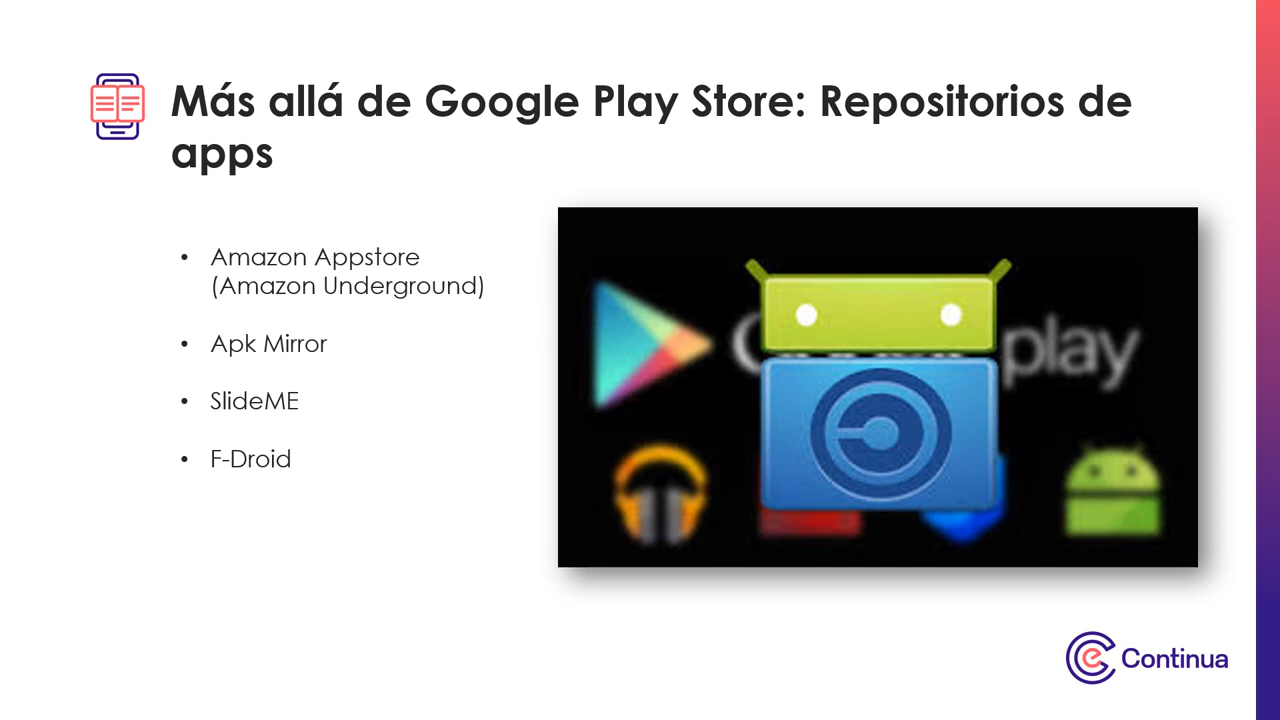 Más allá de Google Play Store: Repositorios de
apps
• Amazon Appstore
(Amazon Underground)
• Apk Mirror
• SlideME
• F-Droid
play
Continua